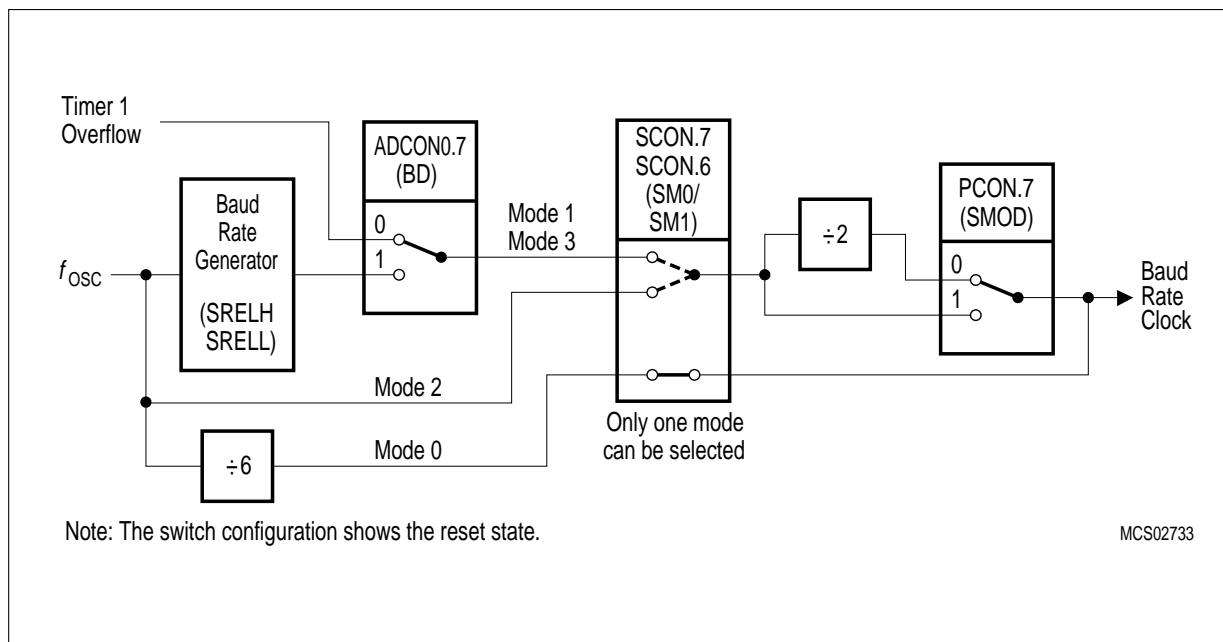 Timer 1
Overflow
ADCON0.7
(BD)
0
1
Baud
Rate
Generator
(SRELH
SRELL)
f OSC
Mode 1
Mode 3
SCON.7
SCON.6
(SM0/
SM1)
÷2
PCON.7
(SMOD)
0
1
Baud
Rate
Clock
Mode 2
Only one mode
can be selected
÷6
Mode 0
Note: The switch configuration shows the reset state.
MCS02733